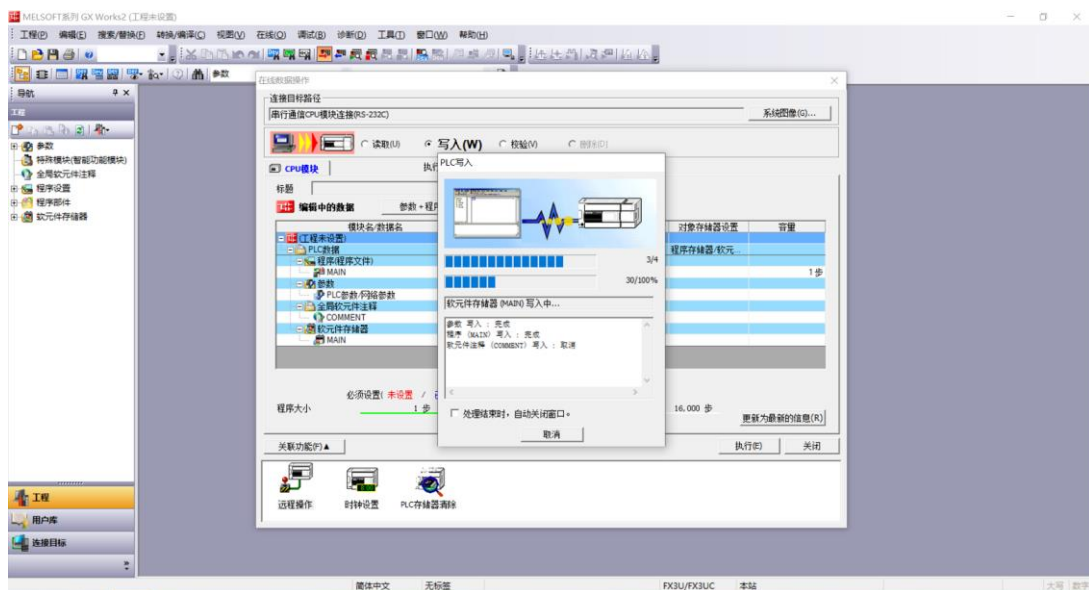 MELSOFT系列 GX Works2 (工程未设置)
工程(P) 编辑(E) 搜索/替换(F) 转换/编译(C) 视图(V) 在线(O) 调试(B) 诊断(D) 工具(T) 窗口(W) 帮助(H)
参数
导航
工程
参数
特殊模块(智能功能模块)
全局软元件注释
程序设置
程序部件
软元件存储器
工程
用户库
连接目标
在线数据操作
连接目标路径
串行通信CPU模块连接(RS-232C) 系统图像(G)...
读取(U) 写入(W) 校验(V) 删除(D)
CPU模块 执行
标题
编辑中的数据 参数+程序
模块名/数据名 对象存储器设置 容量
(工程未设置)
PLC数据 程序存储器/软元...
程序(程序文件)
MAIN 1 步
参数
PLC参数/网络参数
全局软元件注释
COMMENT
软元件存储器
MAIN
必须设置( 未设置 /
程序大小 1 步 16,000 步
更新为最新的信息(R)
关联功能(F)▲ 执行(E) 关闭
远程操作 时钟设置 PLC存储器清除
PLC写入
3/4
30/100%
软元件存储器 (MAIN) 写入中...
参数 写入 : 完成
程序 (MAIN) 写入 : 完成
软元件注释 (COMMENT) 写入 : 取消
处理结束时，自动关闭窗口。
取消
简体中文 无标签 FX3U/FX3UC 本站 大写 数字